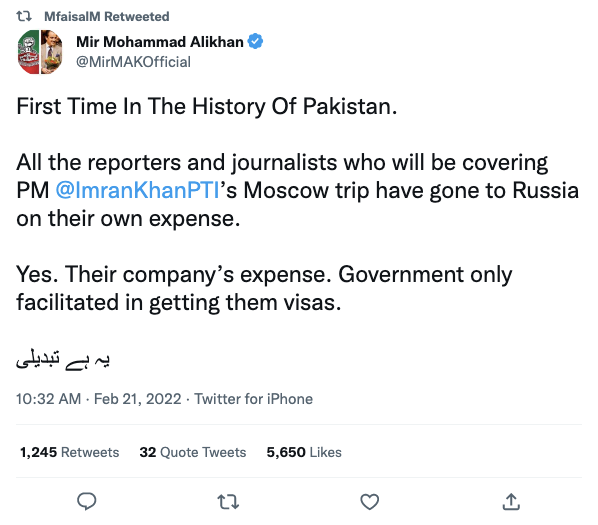 MfaisalM Retweeted
Mir Mohammad Alikhan
@MirMAKOfficial
First Time In The History Of Pakistan.
All the reporters and journalists who will be covering
PM @ImranKhanPTI's Moscow trip have gone to Russia
on their own expense.
Yes. Their company's expense. Government only
facilitated in getting them visas.
یہ ہے تبدیلی
10:32 AM · Feb 21, 2022 · Twitter for iPhone
1,245 Retweets 32 Quote Tweets 5,650 Likes